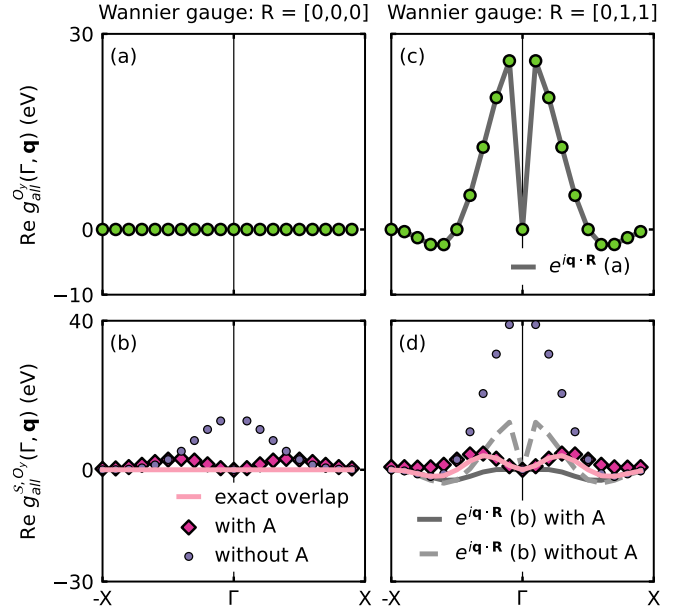 Wannier gauge: R = [0,0,0]
Wannier gauge: R = [0,1,1]
Re g_all^{O_y}(Γ, q) (eV)
30
0
−10
(a)
(c)
e^{iq·R} (a)
Re g_all^{S,O_y}(Γ, q) (eV)
40
0
−30
(b)
exact overlap
with A
without A
(d)
e^{iq·R} (b) with A
e^{iq·R} (b) without A
-X
Γ
X
-X
Γ
X